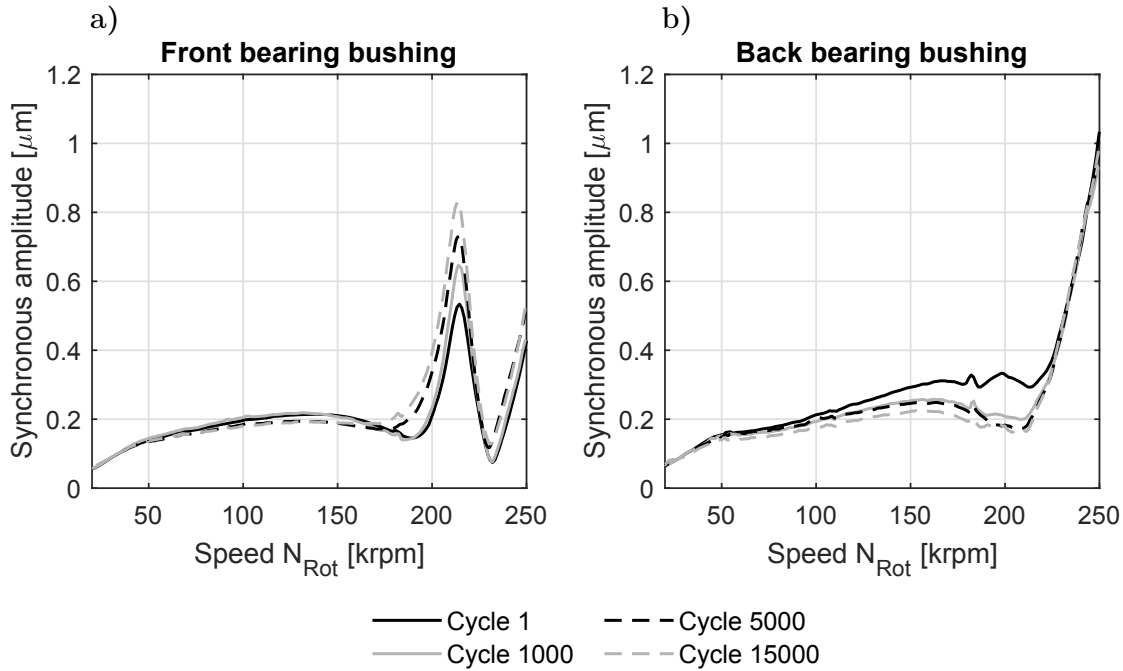 a)
Front bearing bushing
1.2
1
0.8
0.6
0.4
0.2
0
50
100
150
200
250
Synchronous amplitude [μm]
Speed N_Rot [krpm]
b)
Back bearing bushing
1.2
1
0.8
0.6
0.4
0.2
0
50
100
150
200
250
Synchronous amplitude [μm]
Speed N_Rot [krpm]
Cycle 1
Cycle 1000
Cycle 5000
Cycle 15000